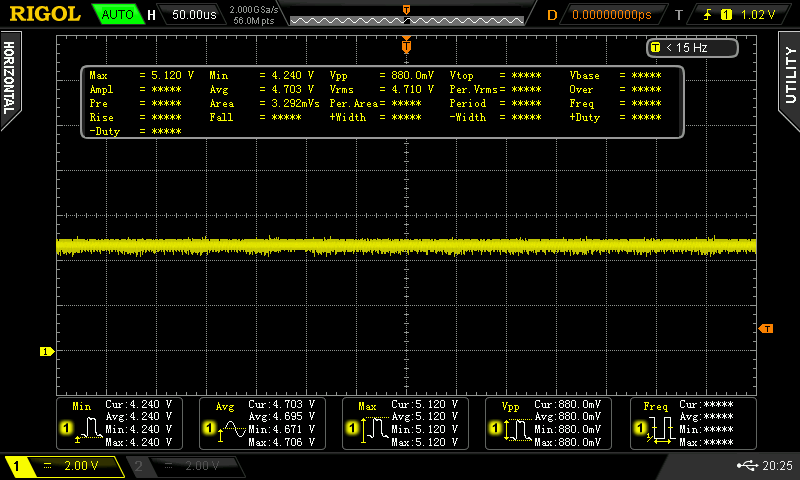 RIGOL AUTO H 50.00us 2.000GSa/s 56.0M pts T D 0.00000000ps T 1 1.02 V
HORIZONTAL
UTILITY
T < 15 Hz
Max = 5.120 V Min = 4.240 V Vpp = 880.0mV Vtop = ***** Vbase = *****
Ampl = ***** Avg = 4.703 V Vrms = 4.710 V Per.Vrms= ***** Over = *****
Pre = ***** Area = 3.292mVs Per.Area= ***** Period = ***** Freq = *****
Rise = ***** Fall = ***** +Width = ***** -Width = ***** +Duty = *****
-Duty = *****
T
1
Min Cur:4.240 V
Avg:4.240 V
1 Min:4.240 V
Max:4.240 V
Avg Cur:4.703 V
Avg:4.695 V
1 Min:4.671 V
Max:4.706 V
Max Cur:5.120 V
Avg:5.120 V
1 Min:5.120 V
Max:5.120 V
Vpp Cur:880.0mV
Avg:880.0mV
1 Min:880.0mV
Max:880.0mV
Freq Cur:*****
Avg:*****
1 Min:*****
Max:*****
1 2.00 V 2 2.00 V 20:25